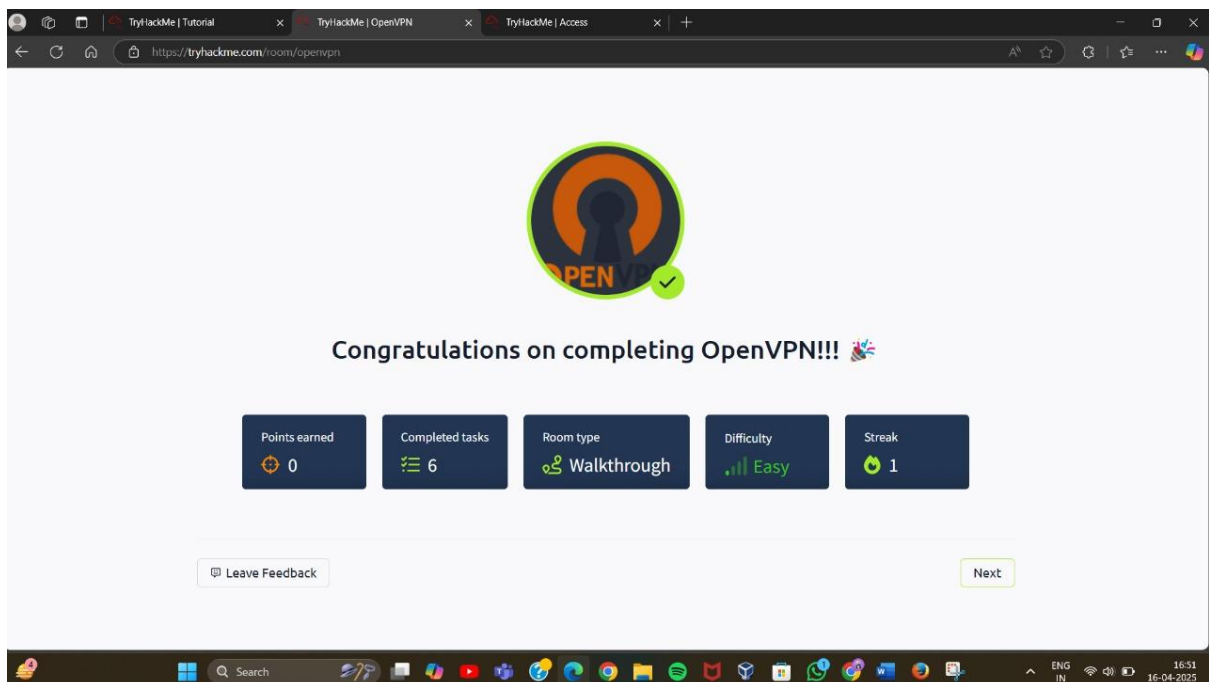 TryHackMe | Tutorial
TryHackMe | OpenVPN
TryHackMe | Access
https://tryhackme.com/room/openvpn
OPENVPN
Congratulations on completing OpenVPN!!! 🎉
Points earned
0
Completed tasks
6
Room type
Walkthrough
Difficulty
Easy
Streak
1
Leave Feedback
Next
4
Search
ENG
IN
16:51
16-04-2025